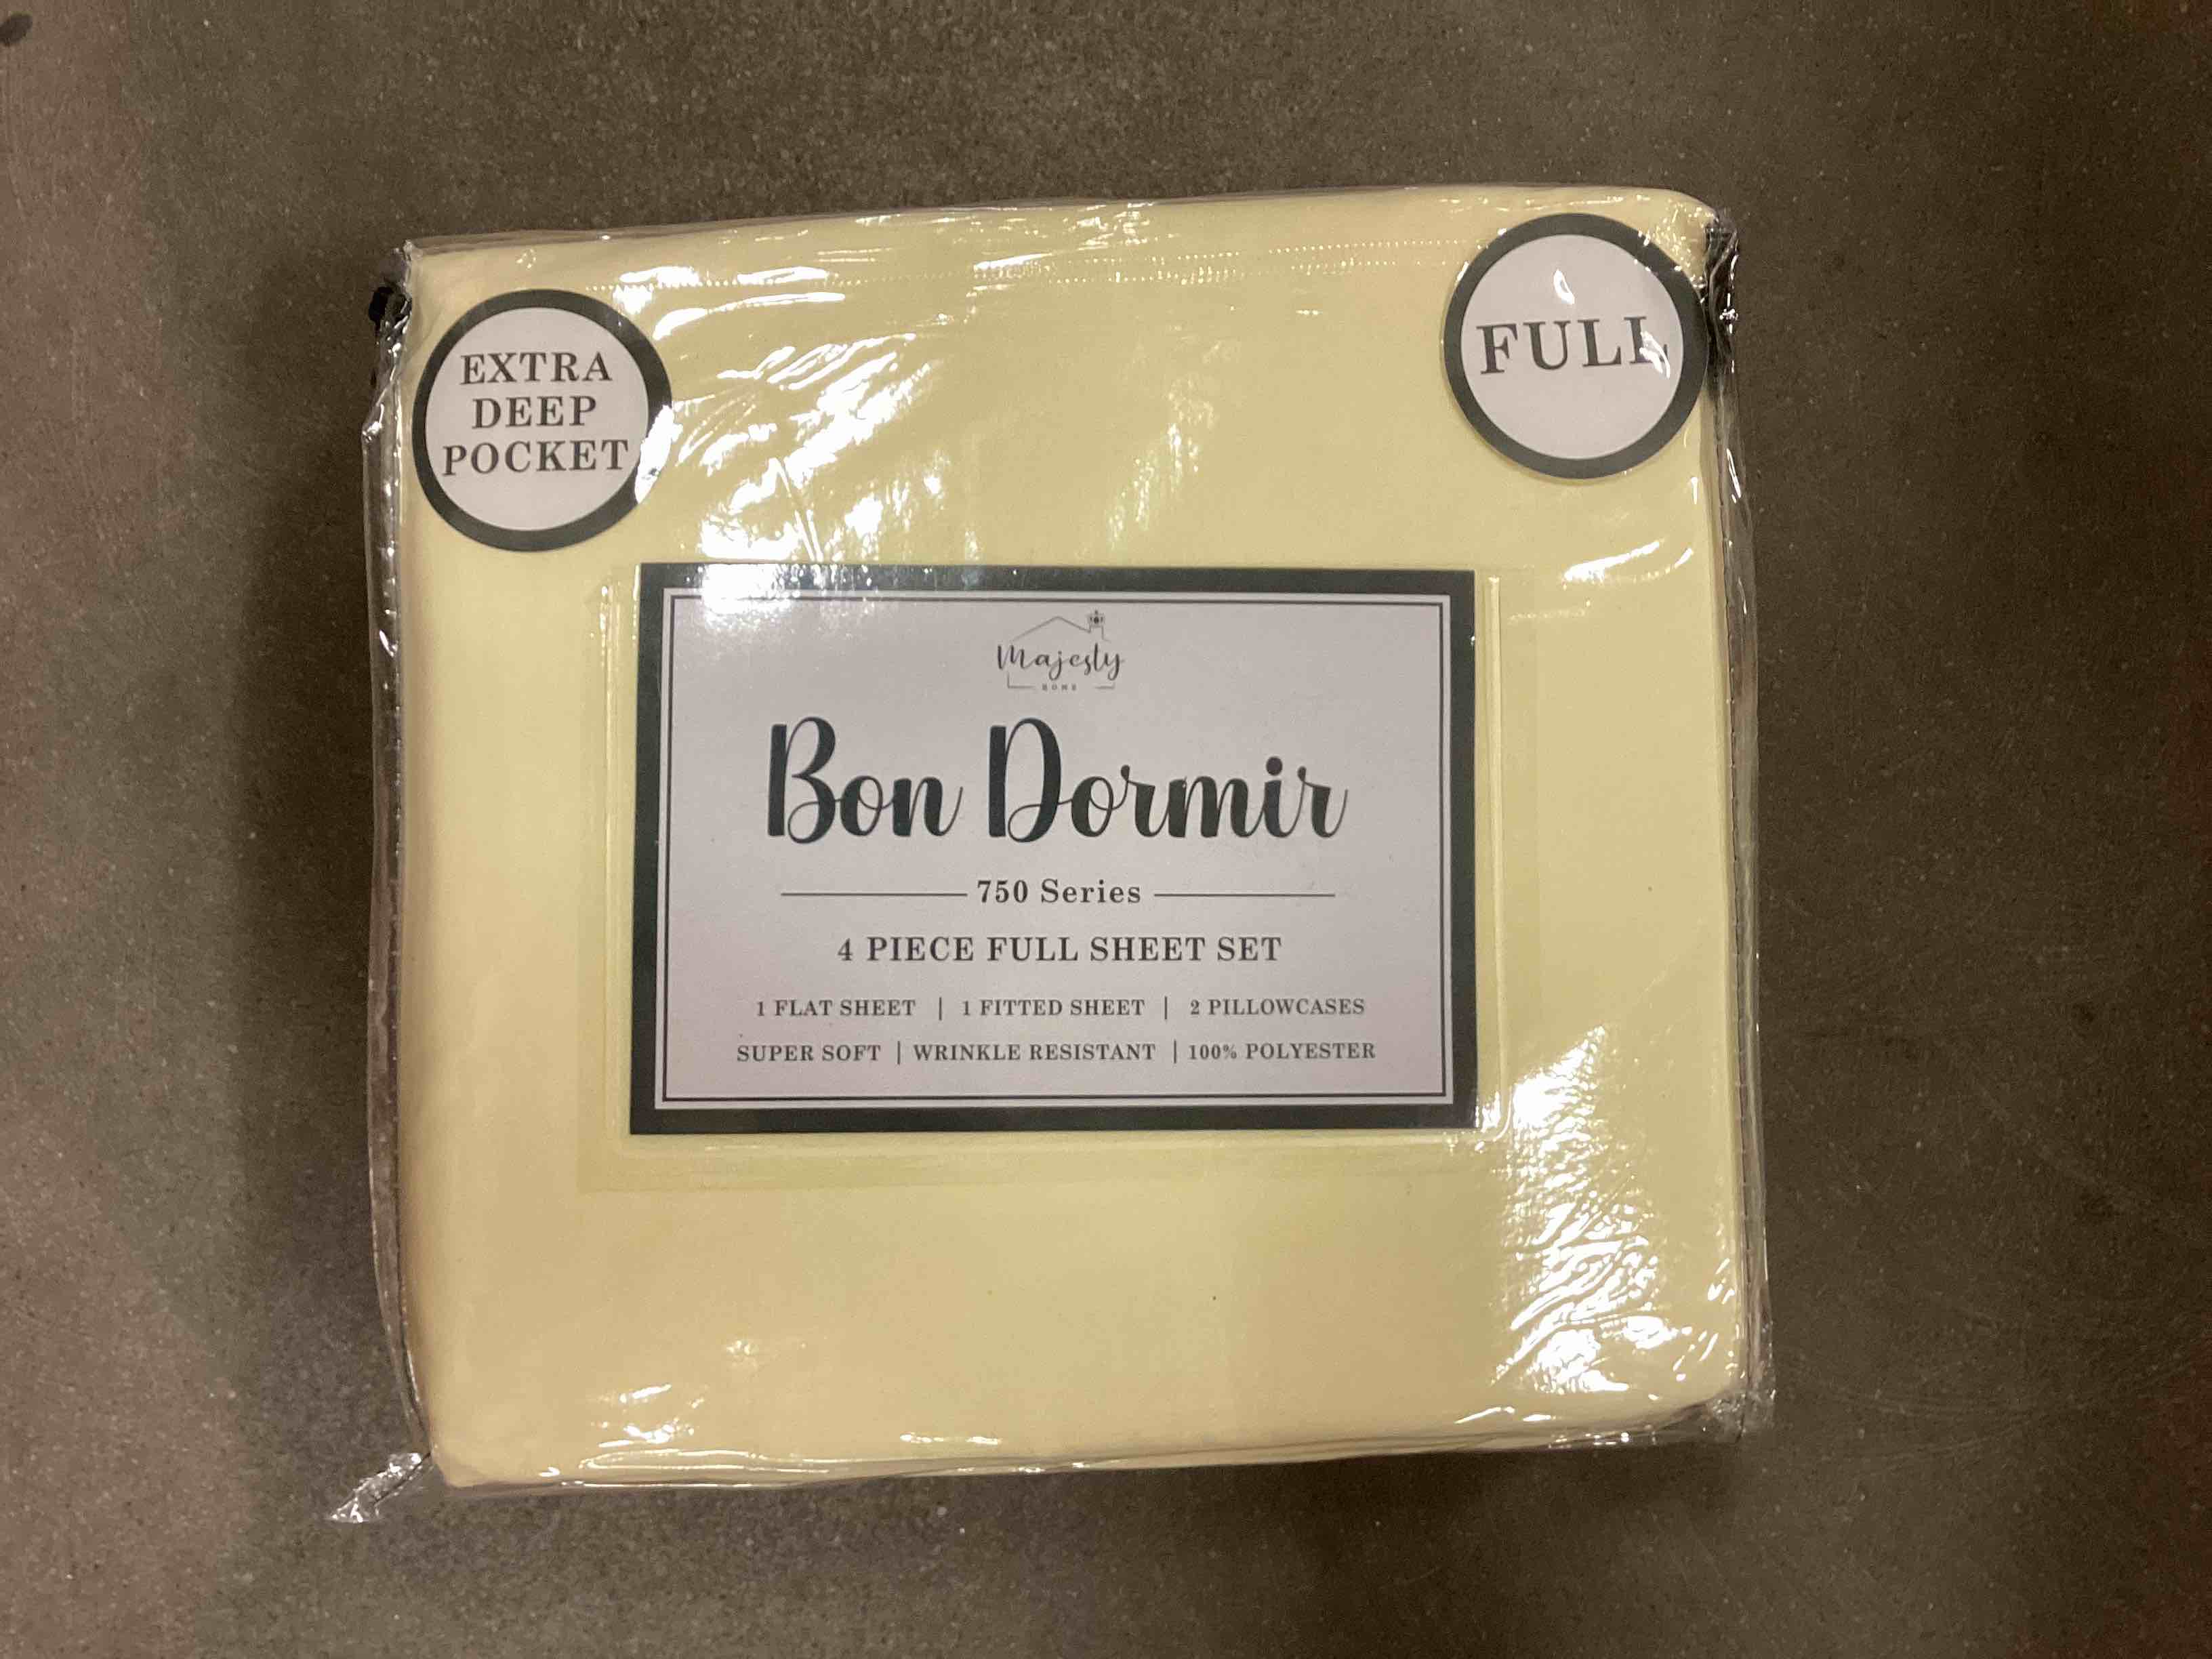 EXTRA
DEEP
POCKET
FULL
Majesty
HOME
Bon Dormir
750 Series
4 PIECE FULL SHEET SET
1 FLAT SHEET | 1 FITTED SHEET | 2 PILLOWCASES
SUPER SOFT | WRINKLE RESISTANT | 100% POLYESTER